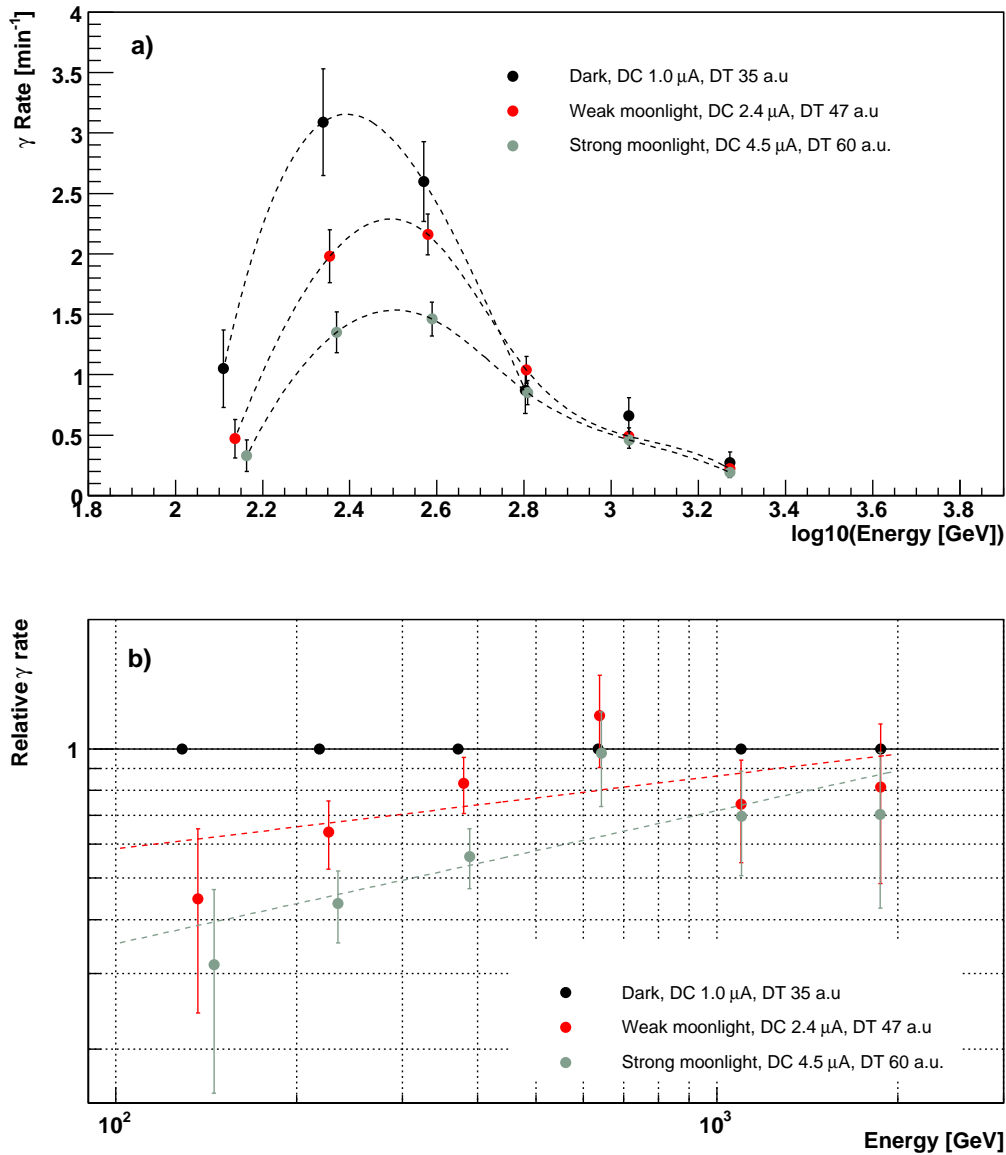 a)
γ Rate [min⁻¹]
4
3.5
3
2.5
2
1.5
1
0.5
0
Dark, DC 1.0 μA, DT 35 a.u
Weak moonlight, DC 2.4 μA, DT 47 a.u
Strong moonlight, DC 4.5 μA, DT 60 a.u.
1.8 2 2.2 2.4 2.6 2.8 3 3.2 3.4 3.6 3.8
log10(Energy [GeV])
b)
Relative γ rate
1
Dark, DC 1.0 μA, DT 35 a.u
Weak moonlight, DC 2.4 μA, DT 47 a.u
Strong moonlight, DC 4.5 μA, DT 60 a.u.
10² 10³
Energy [GeV]